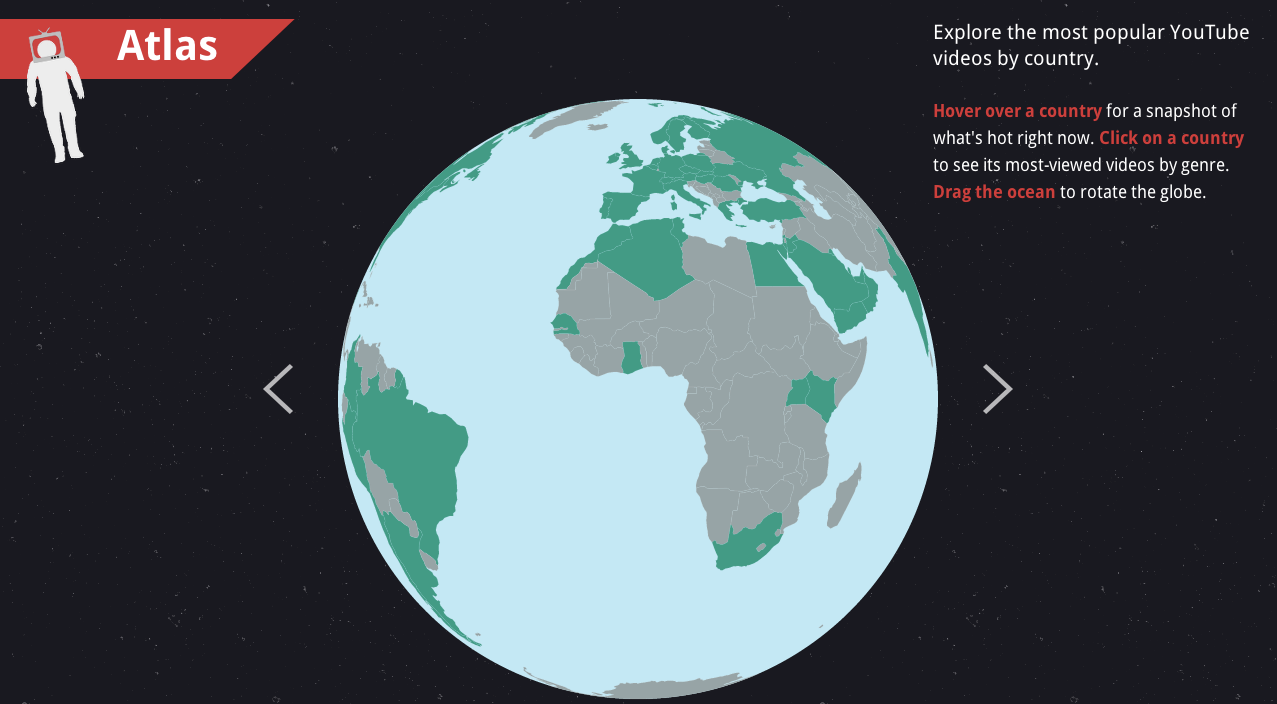 Atlas
Explore the most popular YouTube
videos by country.
Hover over a country for a snapshot of
what's hot right now. Click on a country
to see its most-viewed videos by genre.
Drag the ocean to rotate the globe.